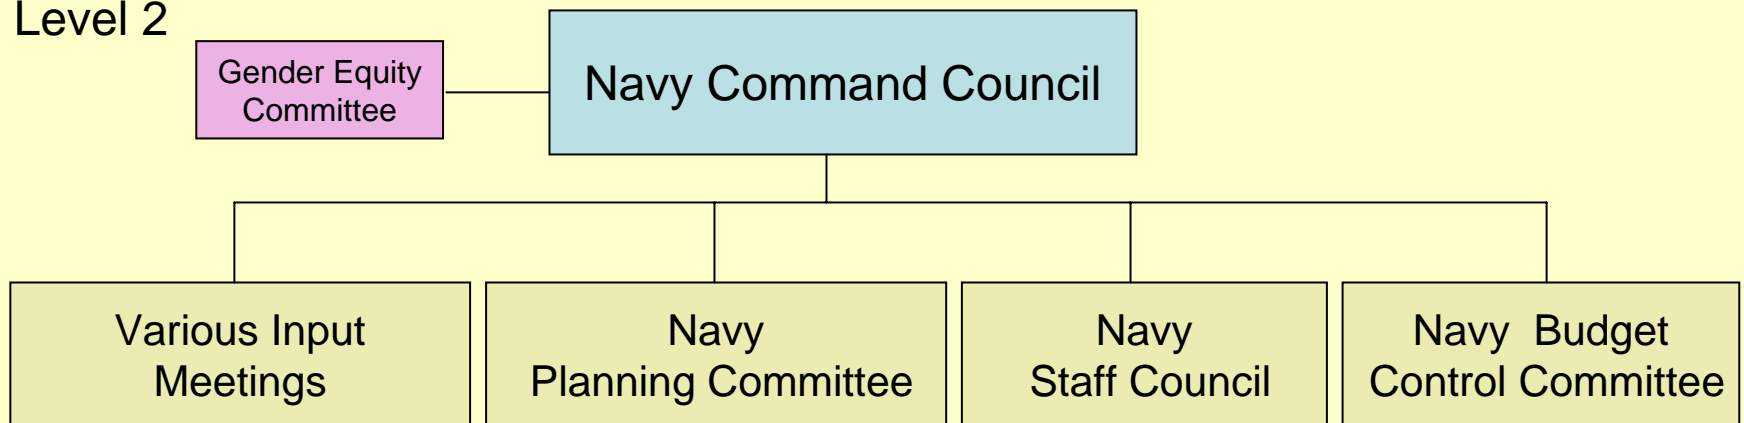 Level 2
Gender Equity
Committee
Navy Command Council
Various Input
Meetings
Navy
Planning Committee
Navy
Staff Council
Navy  Budget
Control Committee